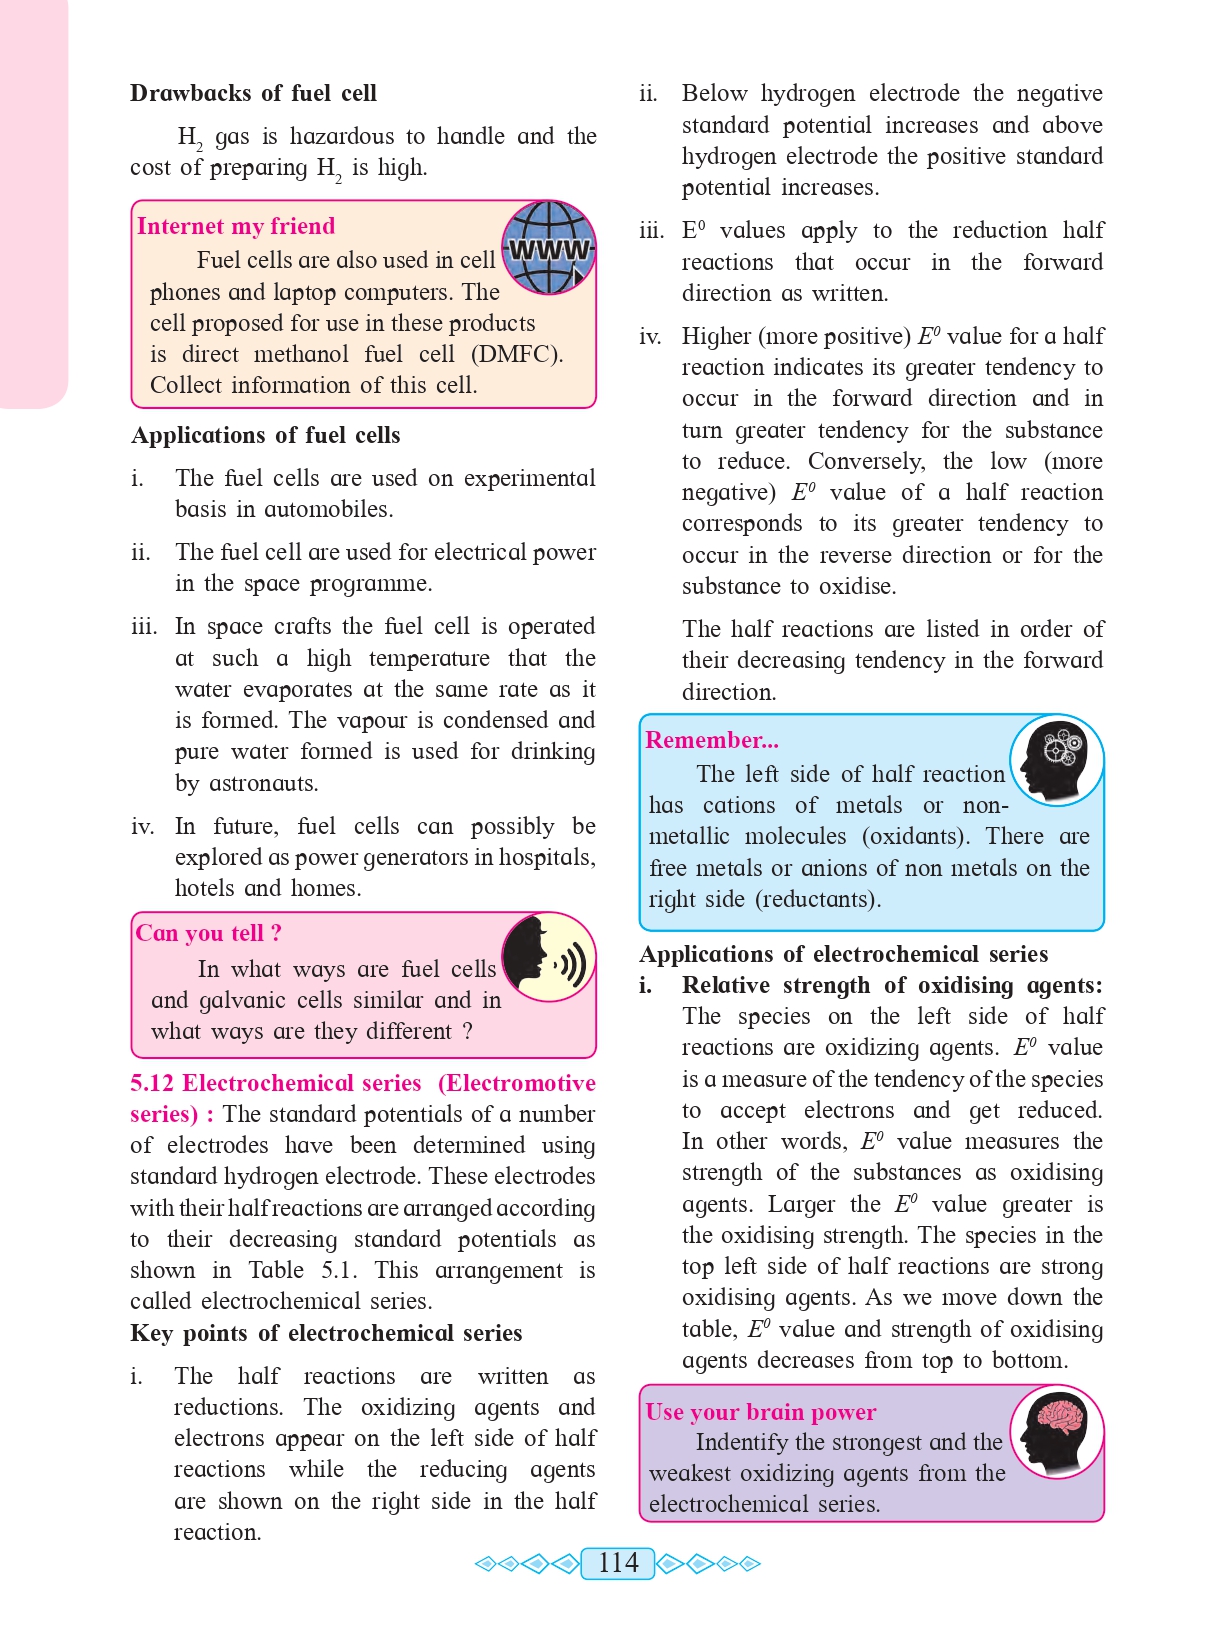 Drawbacks of fuel cell
H2 gas is hazardous to handle and the
cost of preparing H2 is high.
Internet my friend
WWW
Fuel cells are also used in cell
phones and laptop computers. The
cell proposed for use in these products
is direct methanol fuel cell (DMFC).
Collect information of this cell.
Applications of fuel cells
i. The fuel cells are used on experimental
basis in automobiles.
ii. The fuel cell are used for electrical power
in the space programme.
iii. In space crafts the fuel cell is operated
at such a high temperature that the
water evaporates at the same rate as it
is formed. The vapour is condensed and
pure water formed is used for drinking
by astronauts.
iv. In future, fuel cells can possibly be
explored as power generators in hospitals,
hotels and homes.
Can you tell ?
In what ways are fuel cells
and galvanic cells similar and in
what ways are they different ?
5.12 Electrochemical series (Electromotive
series) : The standard potentials of a number
of electrodes have been determined using
standard hydrogen electrode. These electrodes
with their half reactions are arranged according
to their decreasing standard potentials as
shown in Table 5.1. This arrangement is
called electrochemical series.
Key points of electrochemical series
i. The half reactions are written as
reductions. The oxidizing agents and
electrons appear on the left side of half
reactions while the reducing agents
are shown on the right side in the half
reaction.
ii. Below hydrogen electrode the negative
standard potential increases and above
hydrogen electrode the positive standard
potential increases.
iii. E⁰ values apply to the reduction half
reactions that occur in the forward
direction as written.
iv. Higher (more positive) E⁰ value for a half
reaction indicates its greater tendency to
occur in the forward direction and in
turn greater tendency for the substance
to reduce. Conversely, the low (more
negative) E⁰ value of a half reaction
corresponds to its greater tendency to
occur in the reverse direction or for the
substance to oxidise.
The half reactions are listed in order of
their decreasing tendency in the forward
direction.
Remember...
The left side of half reaction
has cations of metals or non-
metallic molecules (oxidants). There are
free metals or anions of non metals on the
right side (reductants).
Applications of electrochemical series
i. Relative strength of oxidising agents:
The species on the left side of half
reactions are oxidizing agents. E⁰ value
is a measure of the tendency of the species
to accept electrons and get reduced.
In other words, E⁰ value measures the
strength of the substances as oxidising
agents. Larger the E⁰ value greater is
the oxidising strength. The species in the
top left side of half reactions are strong
oxidising agents. As we move down the
table, E⁰ value and strength of oxidising
agents decreases from top to bottom.
Use your brain power
Indentify the strongest and the
weakest oxidizing agents from the
electrochemical series.
114